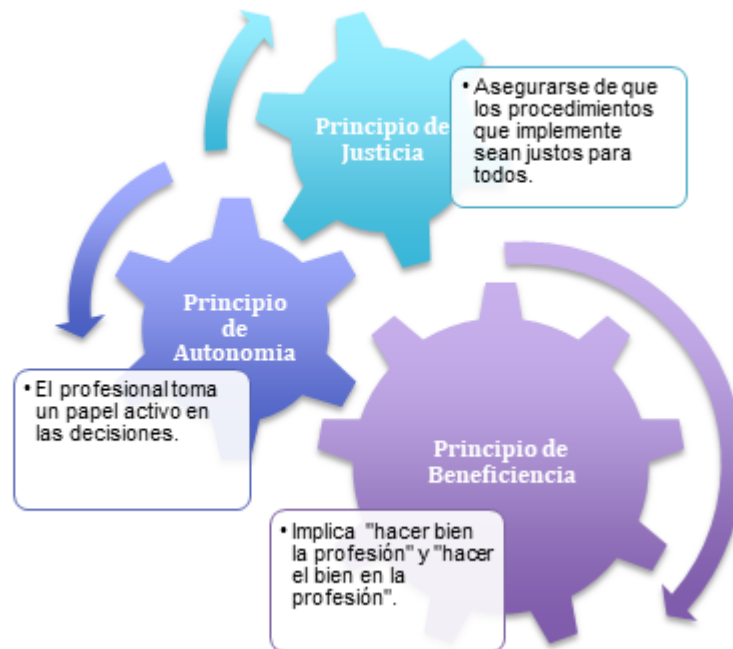 Principio de
Justicia
• Asegurarse de que
los procedimientos
que implemente
sean justos para
todos.
Principio
de
Autonomia
• El profesional toma
un papel activo en
las decisiones.
Principio de
Beneficiencia
• Implica "hacer bien
la profesión" y "hacer
el bien en la
profesión".